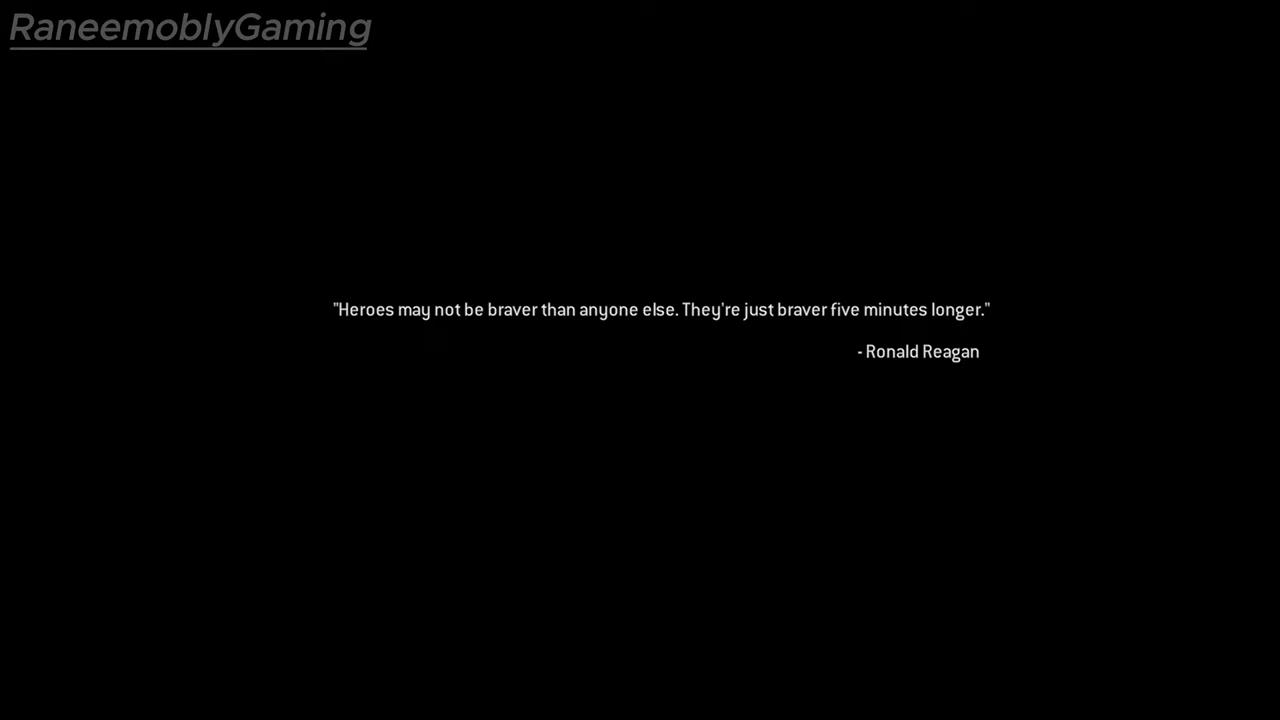 RaneemoblyGaming
"Heroes may not be braver than anyone else. They're just braver five minutes longer."
- Ronald Reagan